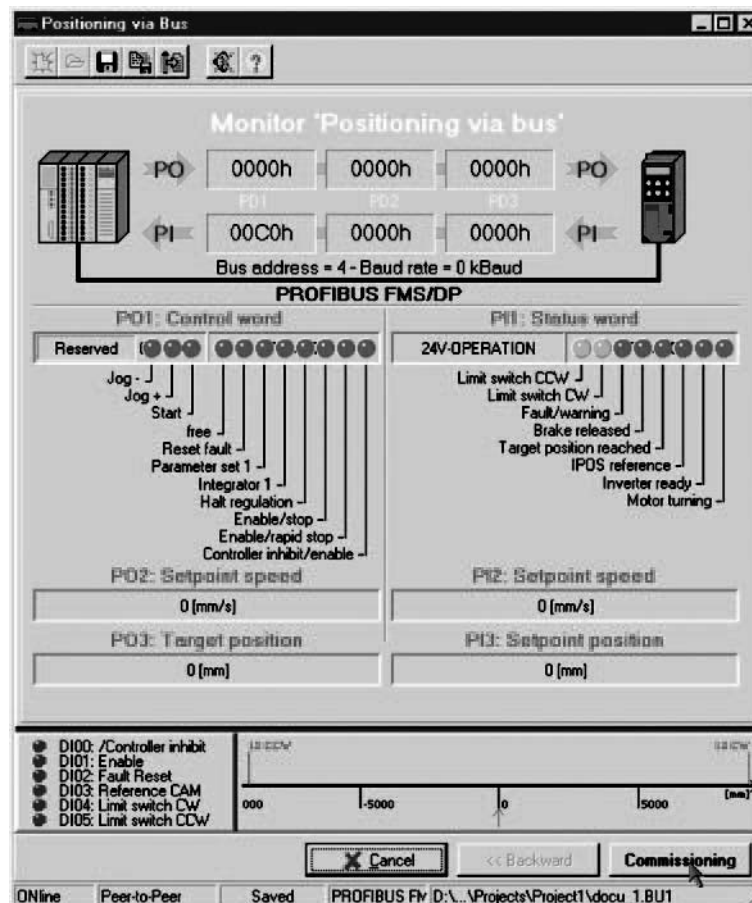 Positioning via Bus
?
Monitor 'Positioning via bus'
PO 0000h 0000h 0000h PO
PD1 PD2 PD3
PI 00C0h 0000h 0000h PI
Bus address = 4 - Baud rate = 0 kBaud
PROFIBUS FMS/DP
PO1: Control word
Reserved
Jog -
Jog +
Start
free
Reset fault
Parameter set 1
Integrator 1
Halt regulation
Enable/stop
Enable/rapid stop
Controller inhibit/enable
PI1: Status word
24V-OPERATION
Limit switch CCW
Limit switch CW
Fault/warning
Brake released
Target position reached
IPOS reference
Inverter ready
Motor turning
PO2: Setpoint speed
0 [mm/s]
PI2: Setpoint speed
0 [mm/s]
PO3: Target position
0 [mm]
PI3: Setpoint position
0 [mm]
DI00: /Controller inhibit
DI01: Enable
DI02: Fault Reset
DI03: Reference CAM
DI04: Limit switch CW
DI05: Limit switch CCW
CCW CW
[mm]
000 -5000 0 5000
Cancel << Backward Commissioning
ONline Peer-to-Peer Saved PROFIBUS FM D:\...\Projects\Project1\docu_1.BU1